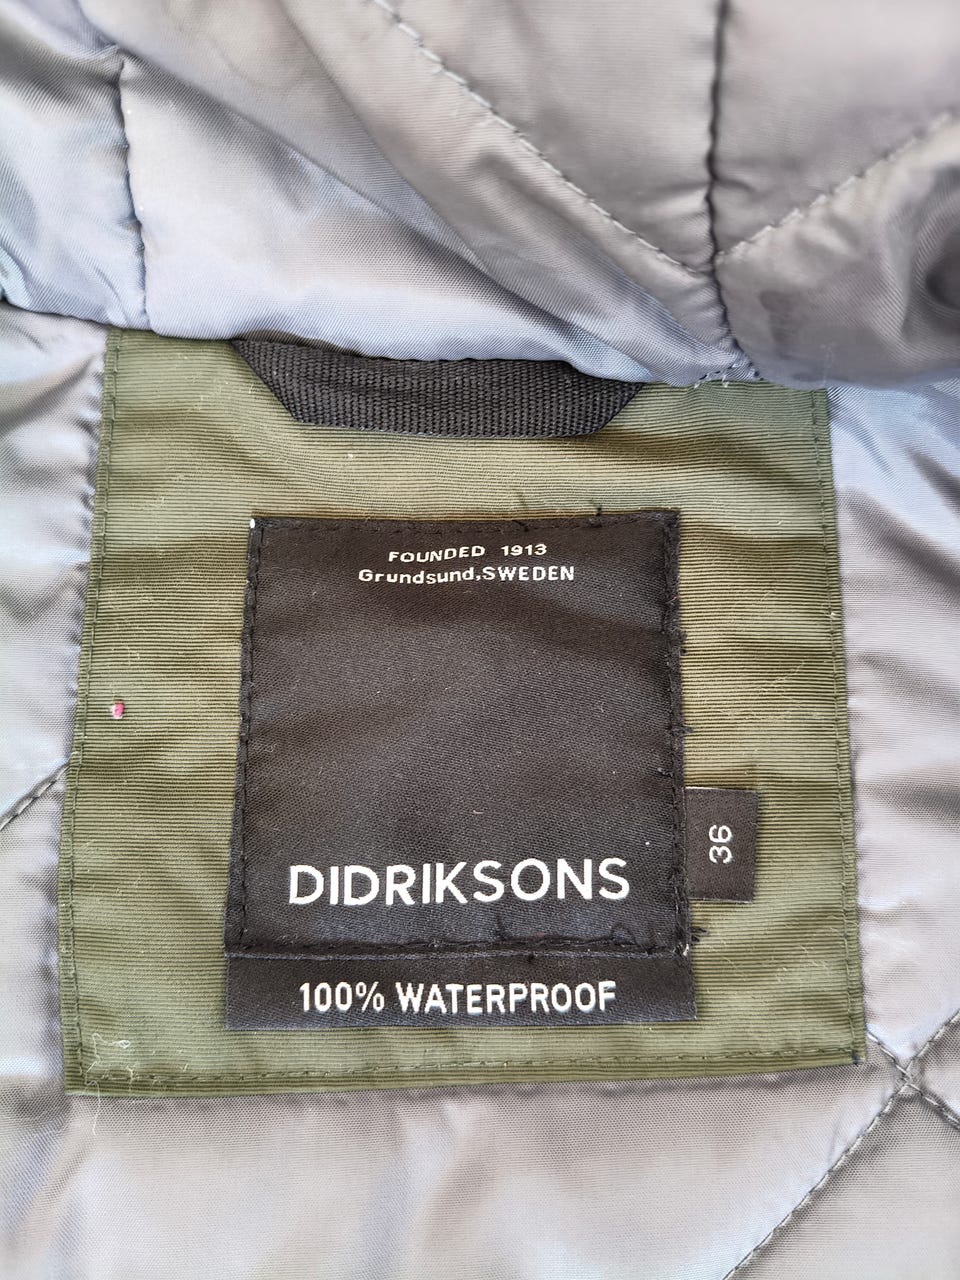 FOUNDED 1913
Grundsund,SWEDEN
DIDRIKSONS
36
100% WATERPROOF